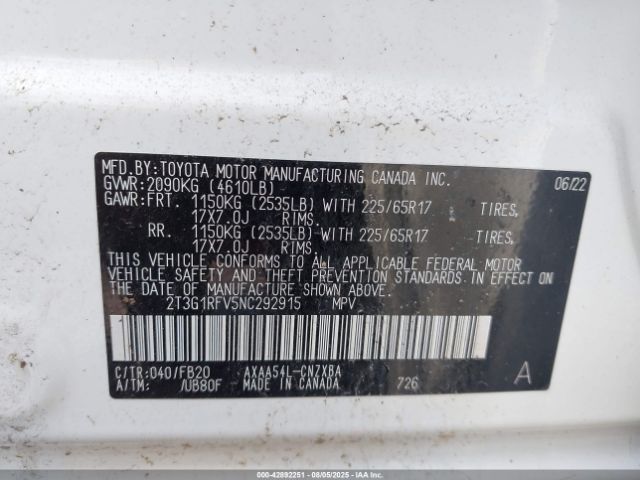 MFD.BY:TOYOTA MOTOR MANUFACTURING CANADA INC. 06/22
GVWR:2090KG (4610LB)
GAWR:FRT. 1150KG (2535LB) WITH 225/65R17 TIRES,
17X7.0J RIMS.
RR. 1150KG (2535LB) WITH 225/65R17 TIRES,
17X7.0J RIMS
THIS VEHICLE CONFORMS TO ALL APPLICABLE FEDERAL MOTOR
VEHICLE SAFETY AND THEFT PREVENTION STANDARDS IN EFFECT ON
THE DATE OF MANUFACTURE SHOWN ABOVE.
2T3G1RFV5NC292915 MPV
C/TR:040/FB20 AXAA54L-CNZXBA A
A/TM: /UB80F MADE IN CANADA 726
000-42892251 - 08/05/2025 - IAAI.com